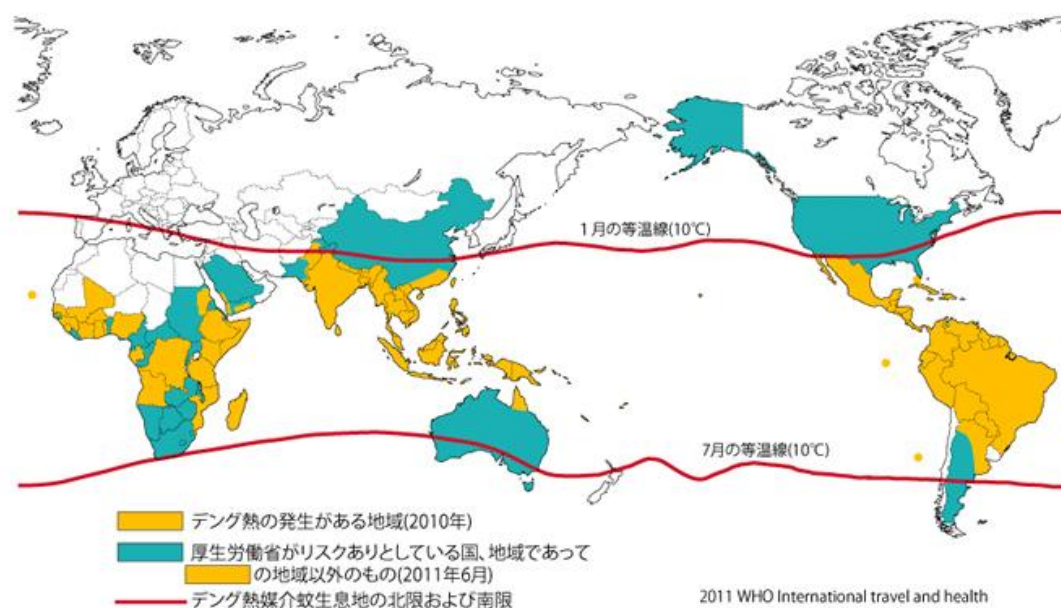 1月の等温線(10℃)
7月の等温線(10℃)
デング熱の発生がある地域(2010年)
厚生労働省がリスクありとしている国、地域であって
の地域以外のもの(2011年6月)
デング熱媒介蚊生息地の北限および南限
2011 WHO International travel and health